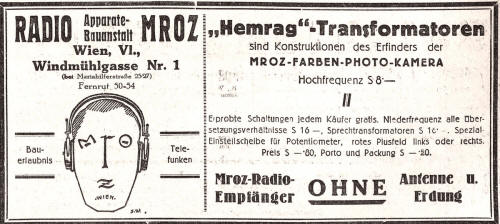 RADIO Apparate-Bauanstalt MROZ
Wien, VI.,
Windmühlgasse Nr. 1
(bei Mariahilferstraße 25-27)
Fernruf 50-54
Bau-
erlaubnis
Tele-
funken
WIEN.
„Hemrag"-Transformatoren
sind Konstruktionen des Erfinders der
MROZ-FARBEN-PHOTO-KAMERA
Hochfrequenz S 8·—
Erprobte Schaltungen jedem Käufer gratis. Niederfrequenz alle Über-
setzungsverhältnisse S 16—, Sprechtransformatoren S 16·—. Spezial-
Einstellscheibe für Potentiometer, rotes Plusfeld links oder rechts.
Preis S —·80, Porto und Packung S —·20.
Mroz-Radio-
Empfänger
OHNE
Antenne u.
Erdung